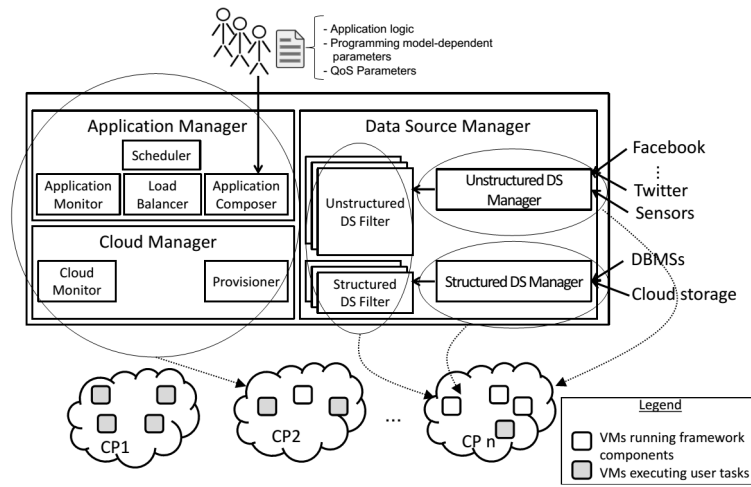 - Application logic
- Programming model-dependent
parameters
- QoS Parameters
Application Manager
Scheduler
Application
Monitor
Load
Balancer
Application
Composer
Cloud Manager
Cloud
Monitor
Provisioner
Data Source Manager
Unstructured
DS Filter
Unstructured DS
Manager
Structured
DS Filter
Structured DS Manager
Facebook
⋮
Twitter
Sensors
DBMSs
Cloud storage
CP1
CP2
...
CP n
Legend
VMs running framework
components
VMs executing user tasks